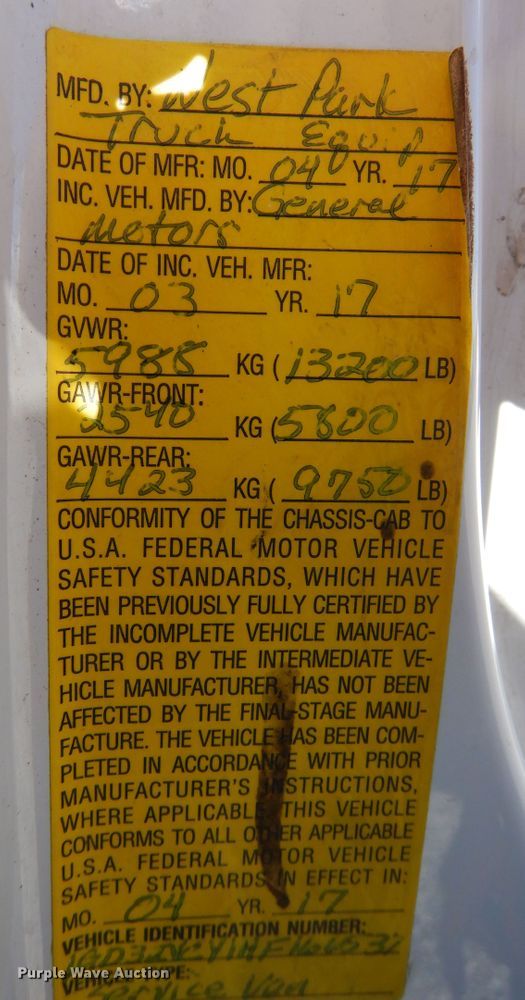 MFD. BY: West Park
Truck Equip
DATE OF MFR: MO. 04 YR. 17
INC. VEH. MFD. BY: General
Motors
DATE OF INC. VEH. MFR:
MO. 03 YR. 17
GVWR:
5988 KG ( 13200 LB)
GAWR-FRONT:
2540 KG (5600 LB)
GAWR-REAR:
4423 KG ( 9750 LB)
CONFORMITY OF THE CHASSIS-CAB TO
U.S.A. FEDERAL MOTOR VEHICLE
SAFETY STANDARDS, WHICH HAVE
BEEN PREVIOUSLY FULLY CERTIFIED BY
THE INCOMPLETE VEHICLE MANUFAC-
TURER OR BY THE INTERMEDIATE VE-
HICLE MANUFACTURER, HAS NOT BEEN
AFFECTED BY THE FINAL-STAGE MANU-
FACTURE. THE VEHICLE HAS BEEN COM-
PLETED IN ACCORDANCE WITH PRIOR
MANUFACTURER'S INSTRUCTIONS,
WHERE APPLICABLE. THIS VEHICLE
CONFORMS TO ALL OTHER APPLICABLE
U.S.A. FEDERAL MOTOR VEHICLE
SAFETY STANDARDS IN EFFECT IN:
MO. 04 YR. 17
VEHICLE IDENTIFICATION NUMBER:
VEHICLE TYPE:
Service Van
Purple Wave Auction